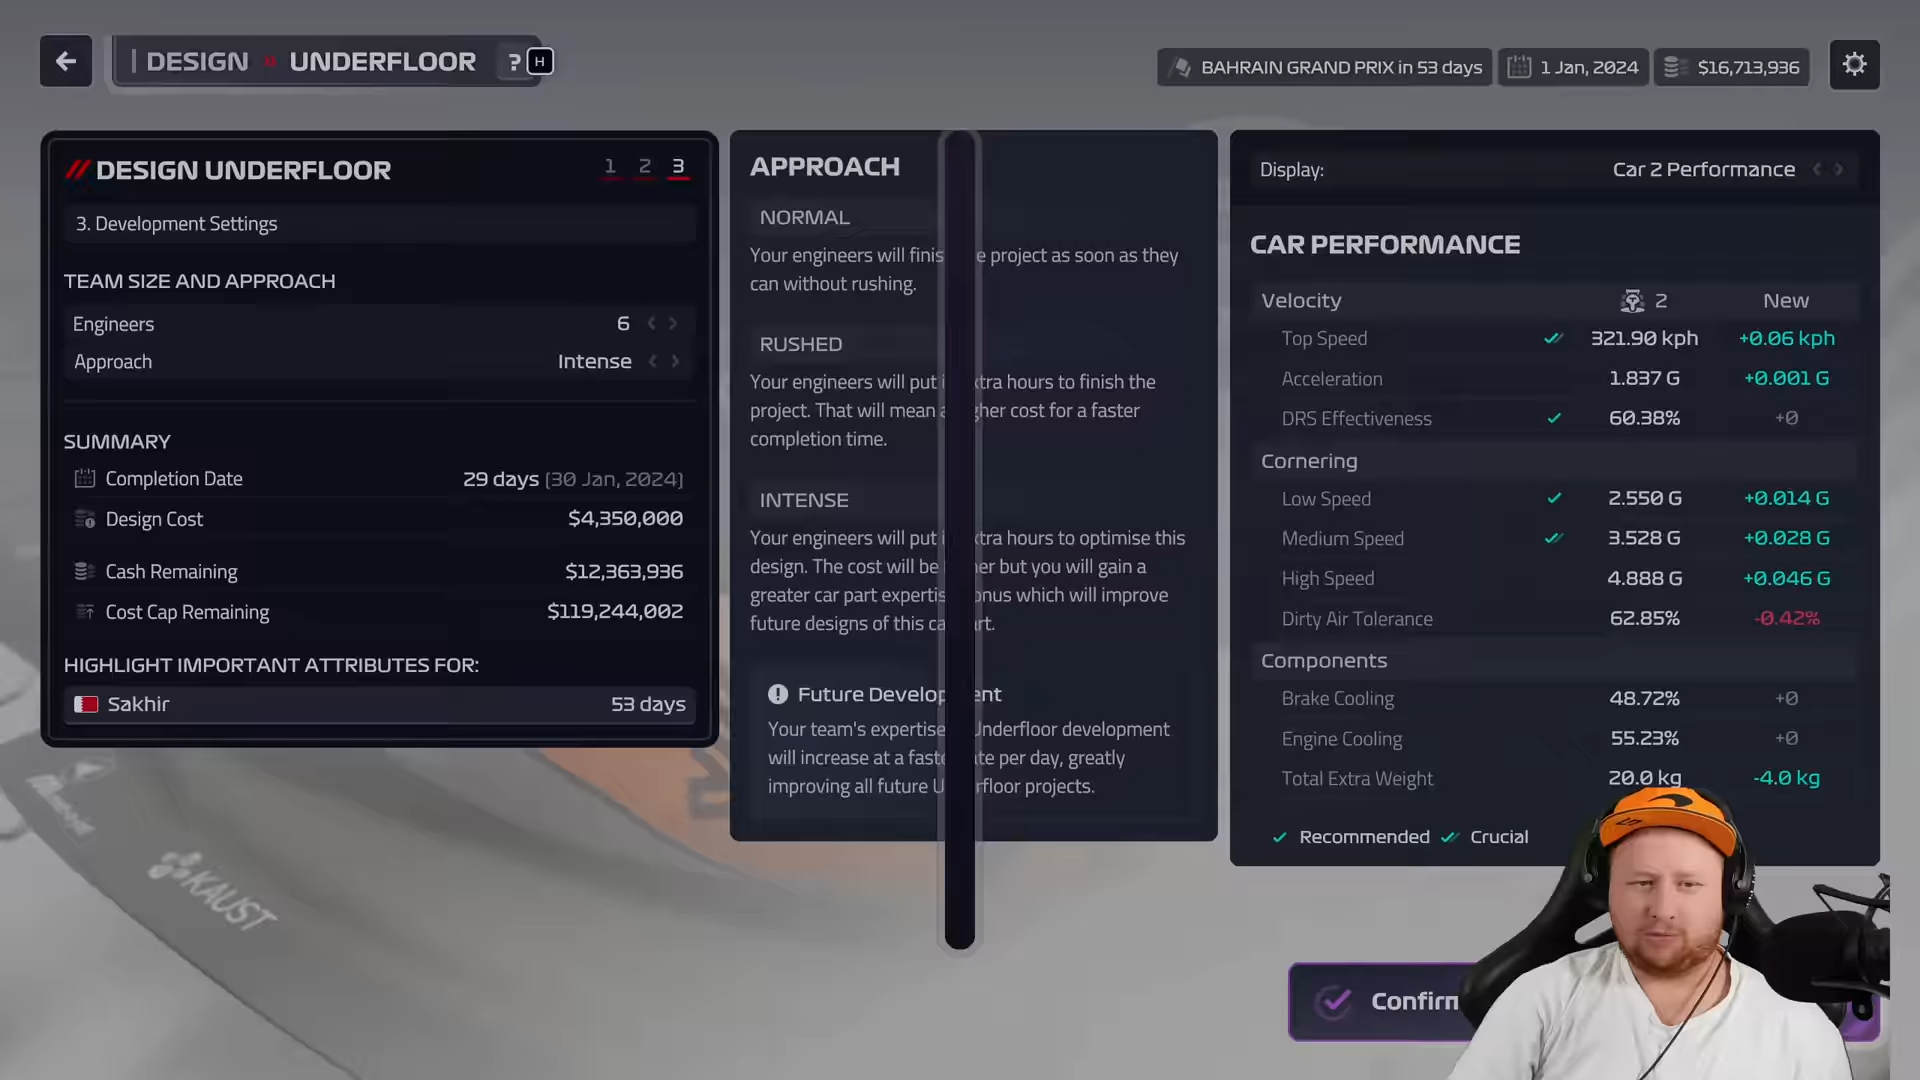 DESIGN UNDERFLOOR ? H
BAHRAIN GRAND PRIX in 53 days
1 Jan, 2024
$16,713,936
DESIGN UNDERFLOOR
1 2 3
3. Development Settings
TEAM SIZE AND APPROACH
Engineers 6
Approach Intense
SUMMARY
Completion Date 29 days (30 Jan, 2024)
Design Cost $4,350,000
Cash Remaining $12,363,936
Cost Cap Remaining $119,244,002
HIGHLIGHT IMPORTANT ATTRIBUTES FOR:
Sakhir 53 days
APPROACH
NORMAL
Your engineers will finis e project as soon as they
can without rushing.
RUSHED
Your engineers will put i xtra hours to finish the
project. That will mean a gher cost for a faster
completion time.
INTENSE
Your engineers will put i xtra hours to optimise this
design. The cost will be her but you will gain a
greater car part expertis onus which will improve
future designs of this ca rt.
Future Development
Your team's expertise Underfloor development
will increase at a faste ate per day, greatly
improving all future U rfloor projects.
Display: Car 2 Performance
CAR PERFORMANCE
Velocity 2 New
Top Speed 321.90 kph +0.06 kph
Acceleration 1.837 G +0.001 G
DRS Effectiveness 60.38% +0
Cornering
Low Speed 2.550 G +0.014 G
Medium Speed 3.528 G +0.028 G
High Speed 4.888 G +0.046 G
Dirty Air Tolerance 62.85% -0.42%
Components
Brake Cooling 48.72% +0
Engine Cooling 55.23% +0
Total Extra Weight 20.0 kg -4.0 kg
Recommended Crucial
KAUST
Confirm